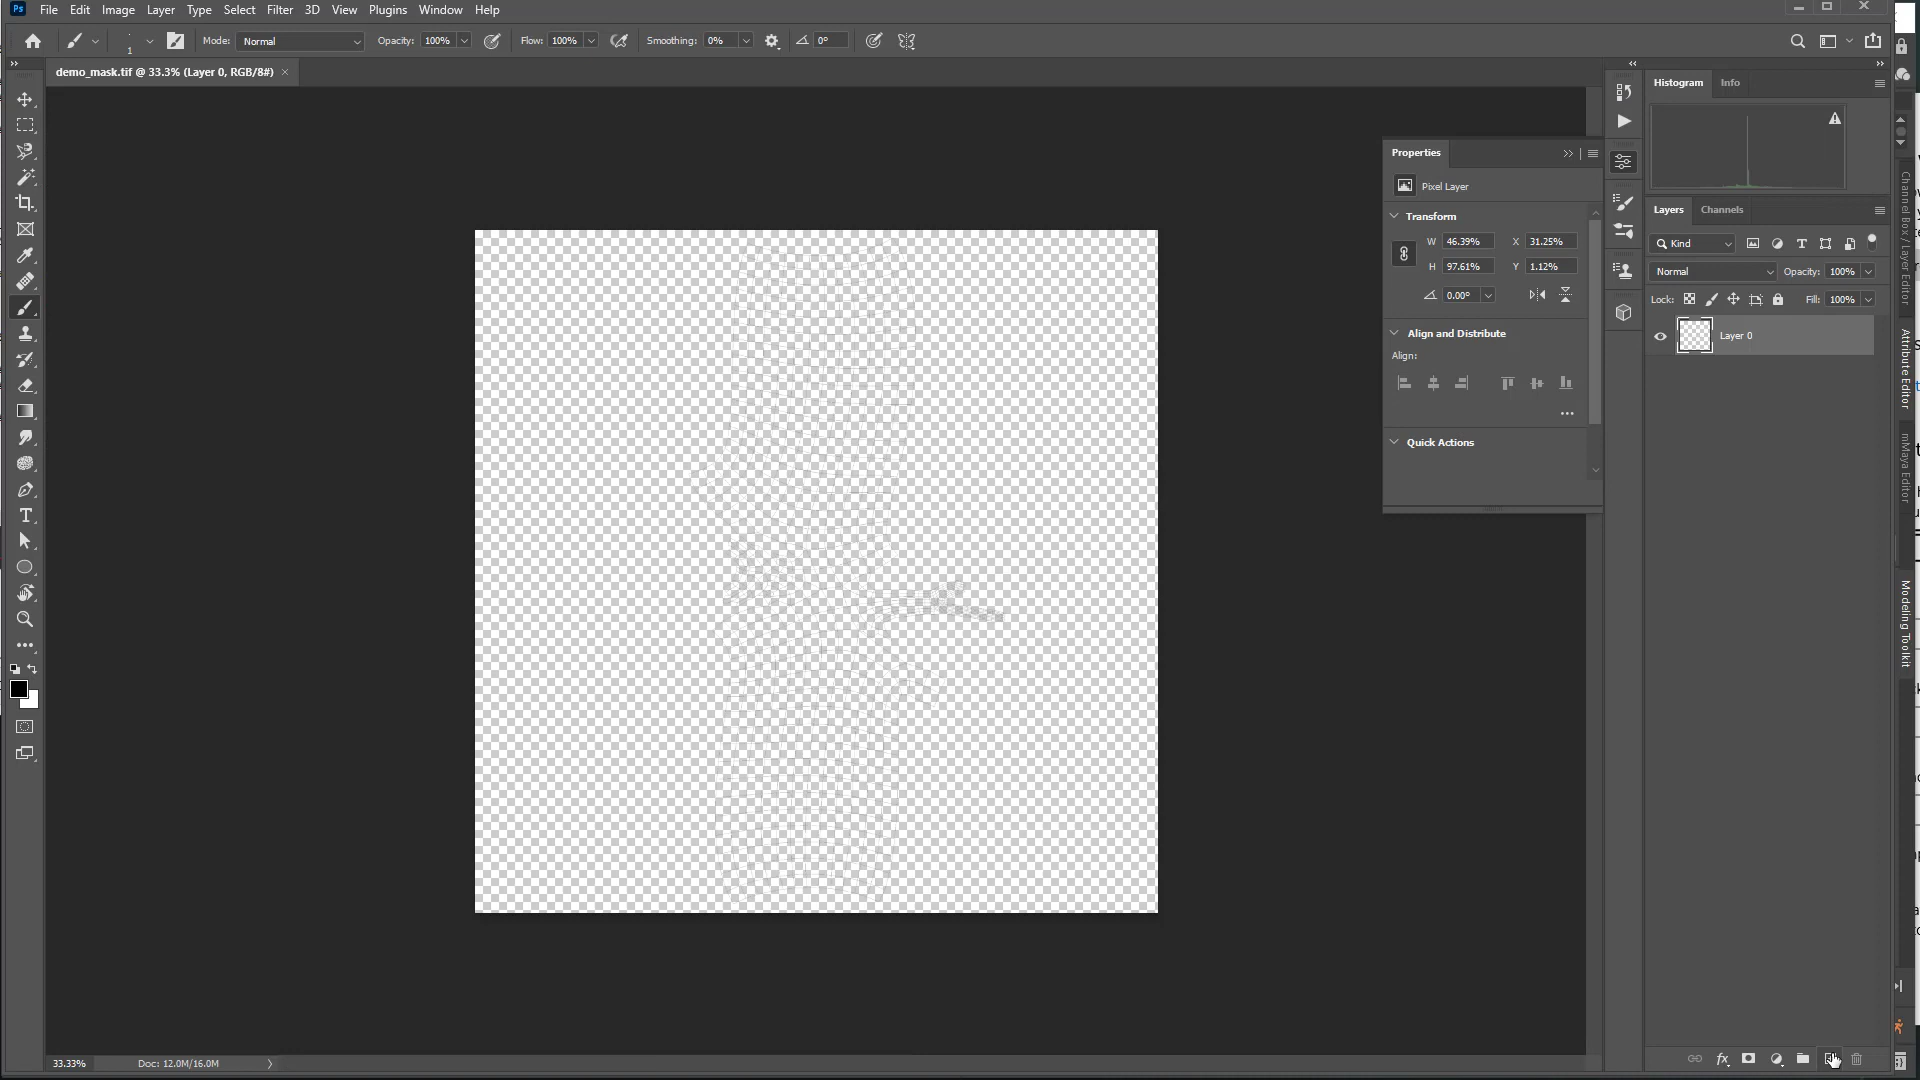 Ps File Edit Image Layer Type Select Filter 3D View Plugins Window Help
1 Mode: Normal Opacity: 100% Flow: 100% Smoothing: 0% 0°
demo_mask.tif @ 33.3% (Layer 0, RGB/8#)
Histogram Info
Properties
Pixel Layer
Transform
W 46.39% X 31.25%
H 97.61% Y 1.12%
0.00°
Align and Distribute
Align:
Quick Actions
Layers Channels
Kind
Normal Opacity: 100%
Lock: Fill: 100%
Layer 0
Channel Box / Layer Editor
Attribute Editor
mMaya Editor
Modeling Toolkit
33.33% Doc: 12.0M/16.0M